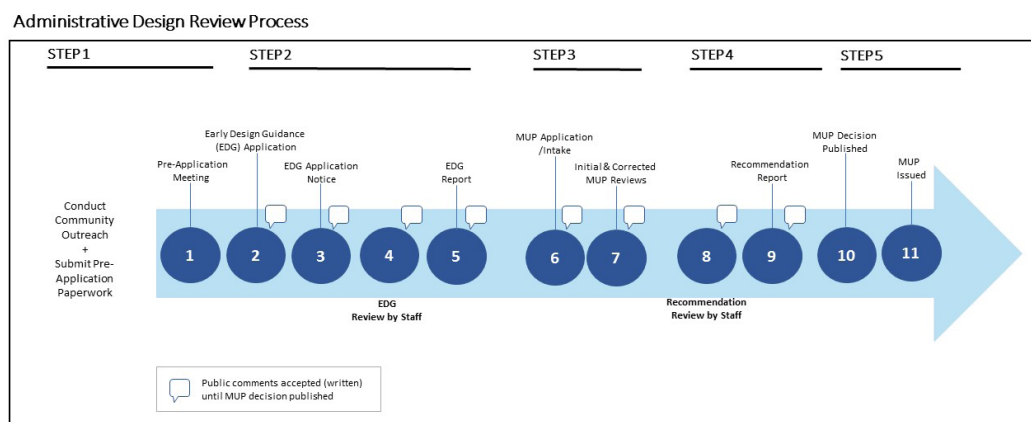 Administrative Design Review Process
STEP1
STEP2
STEP3
STEP4
STEP5
Pre-Application
Meeting
Early Design Guidance
(EDG) Application
EDG Application
Notice
EDG
Report
MUP Application
/Intake
Initial & Corrected
MUP Reviews
Recommendation
Report
MUP Decision
Published
MUP
Issued
Conduct
Community
Outreach
+
Submit Pre-
Application
Paperwork
1
2
3
4
5
6
7
8
9
10
11
EDG
Review by Staff
Recommendation
Review by Staff
Public comments accepted (written)
until MUP decision published